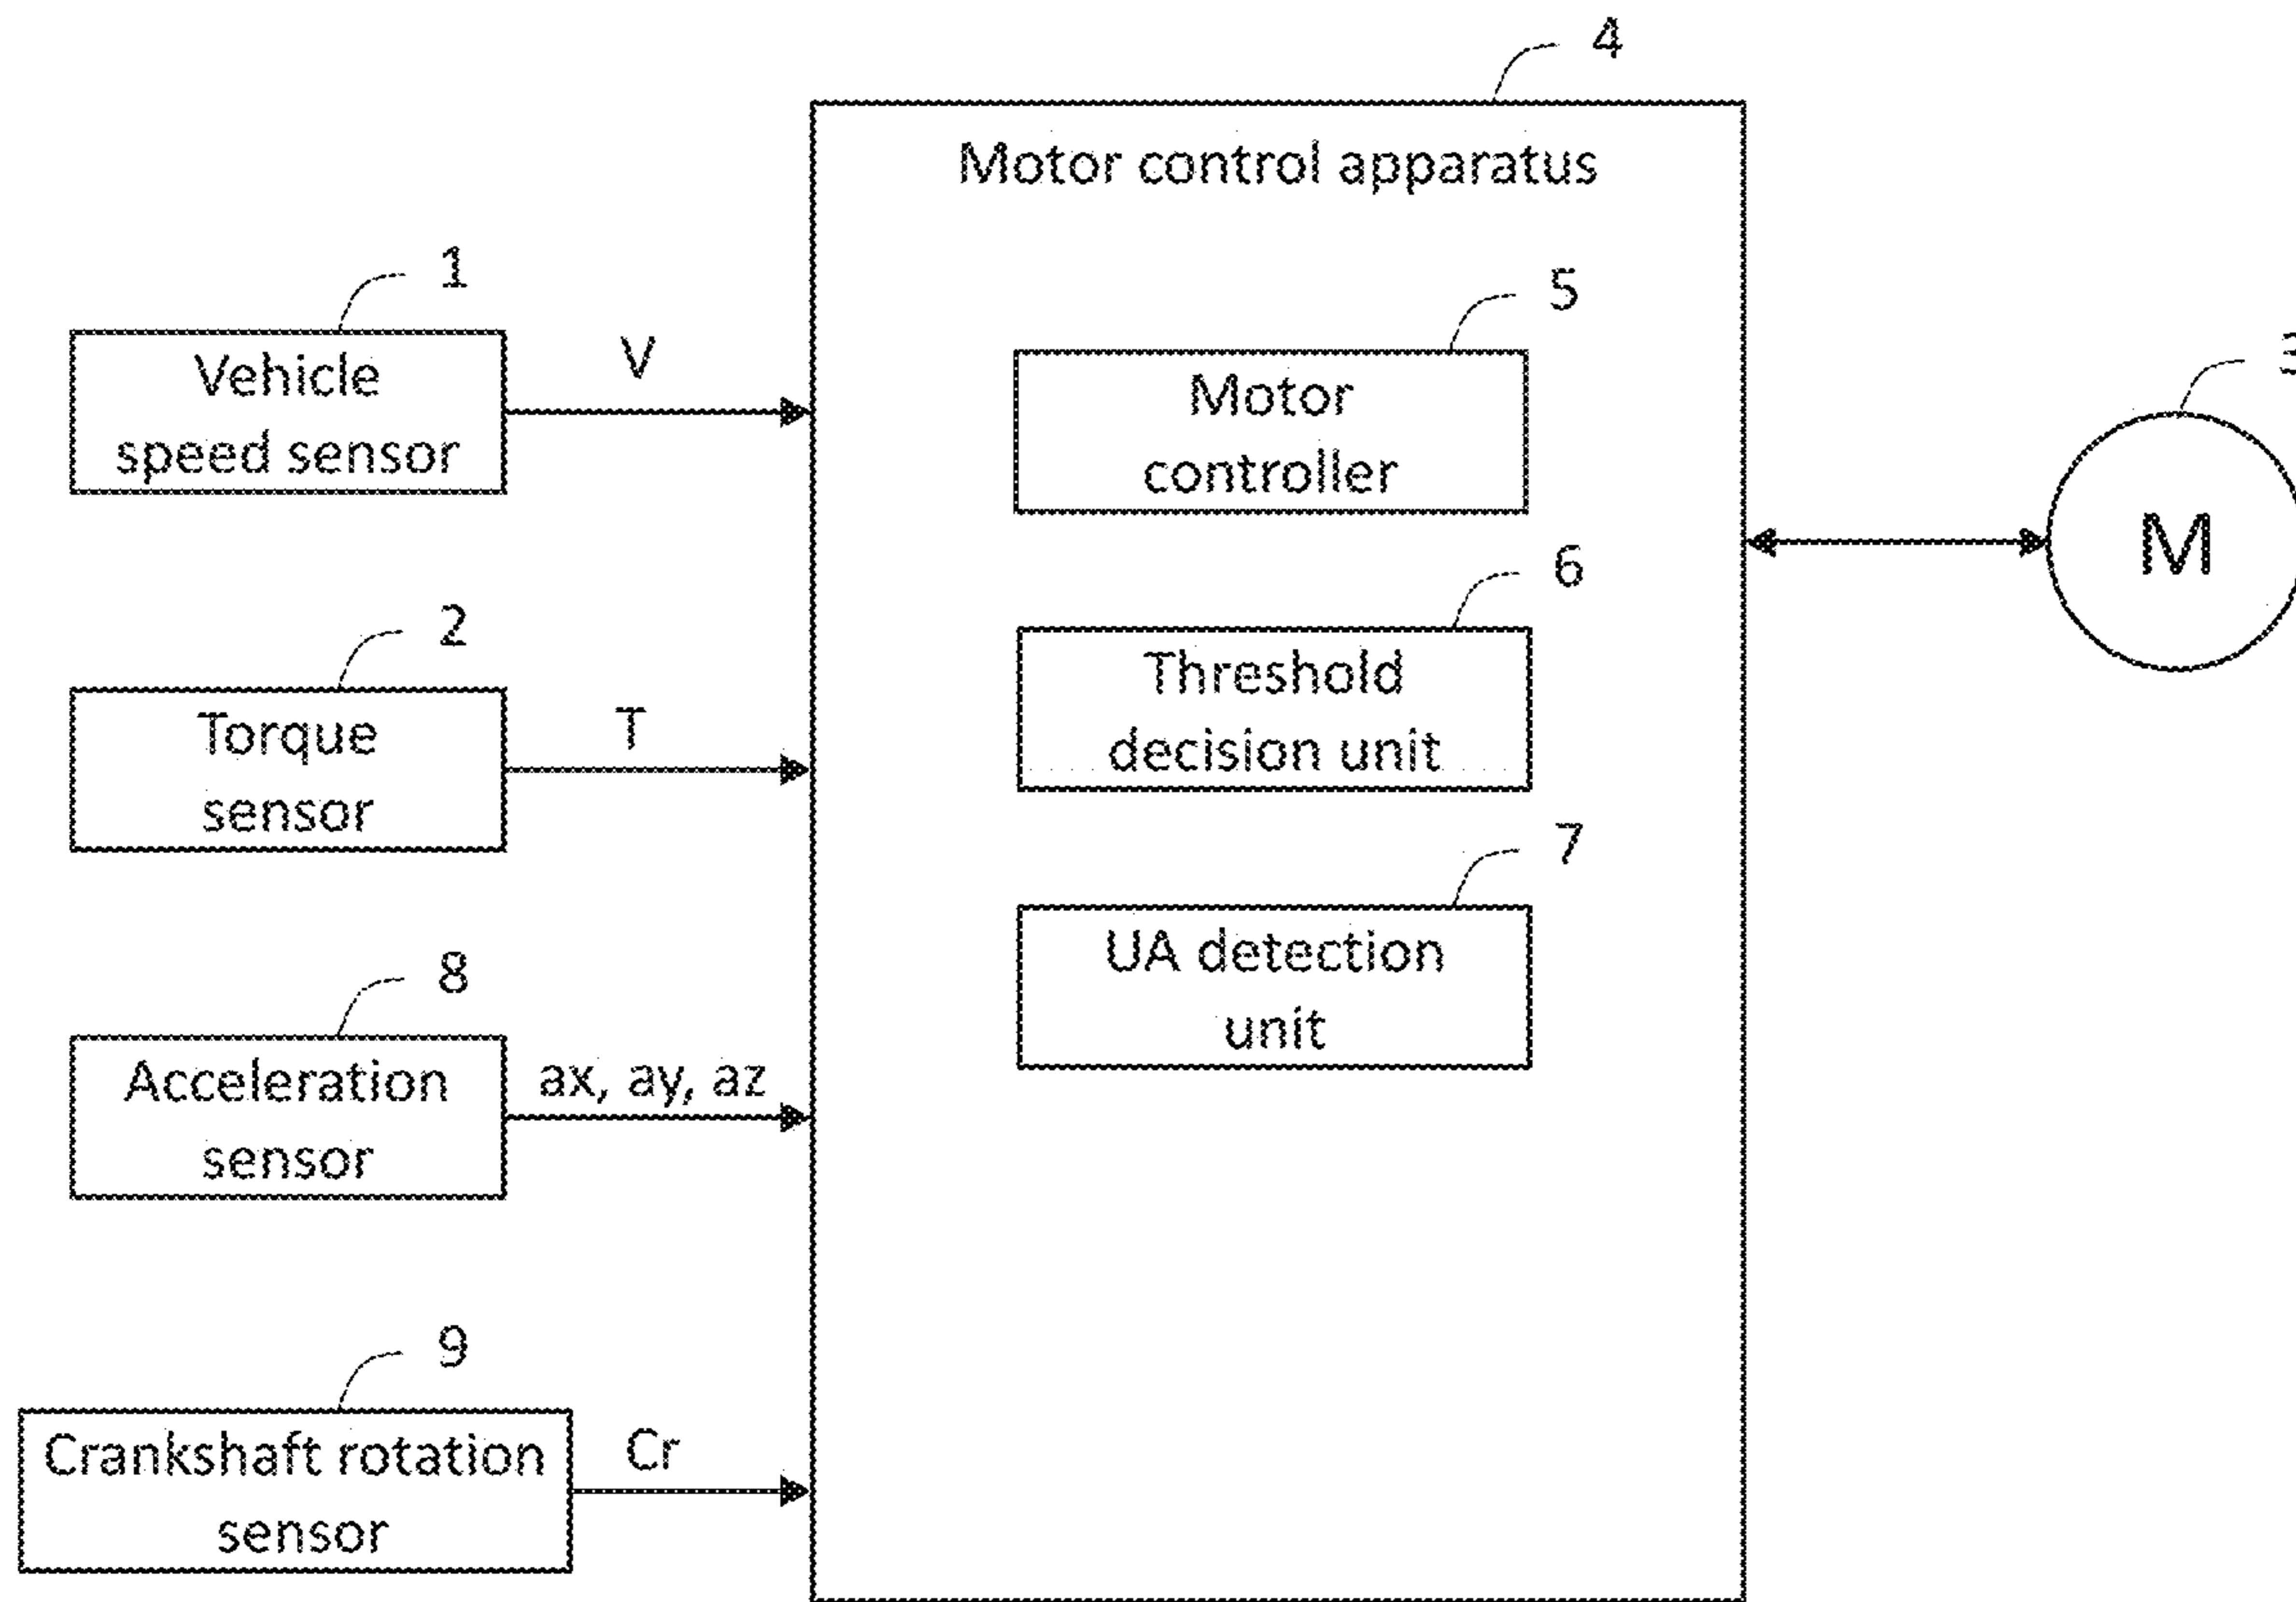 4
Motor control apparatus
1
Vehicle
speed sensor
V
5
Motor
controller
3
M
2
Torque
sensor
T
6
Threshold
decision unit
7
UA detection
unit
8
Acceleration
sensor
ax, ay, az
9
Crankshaft rotation
sensor
Cr